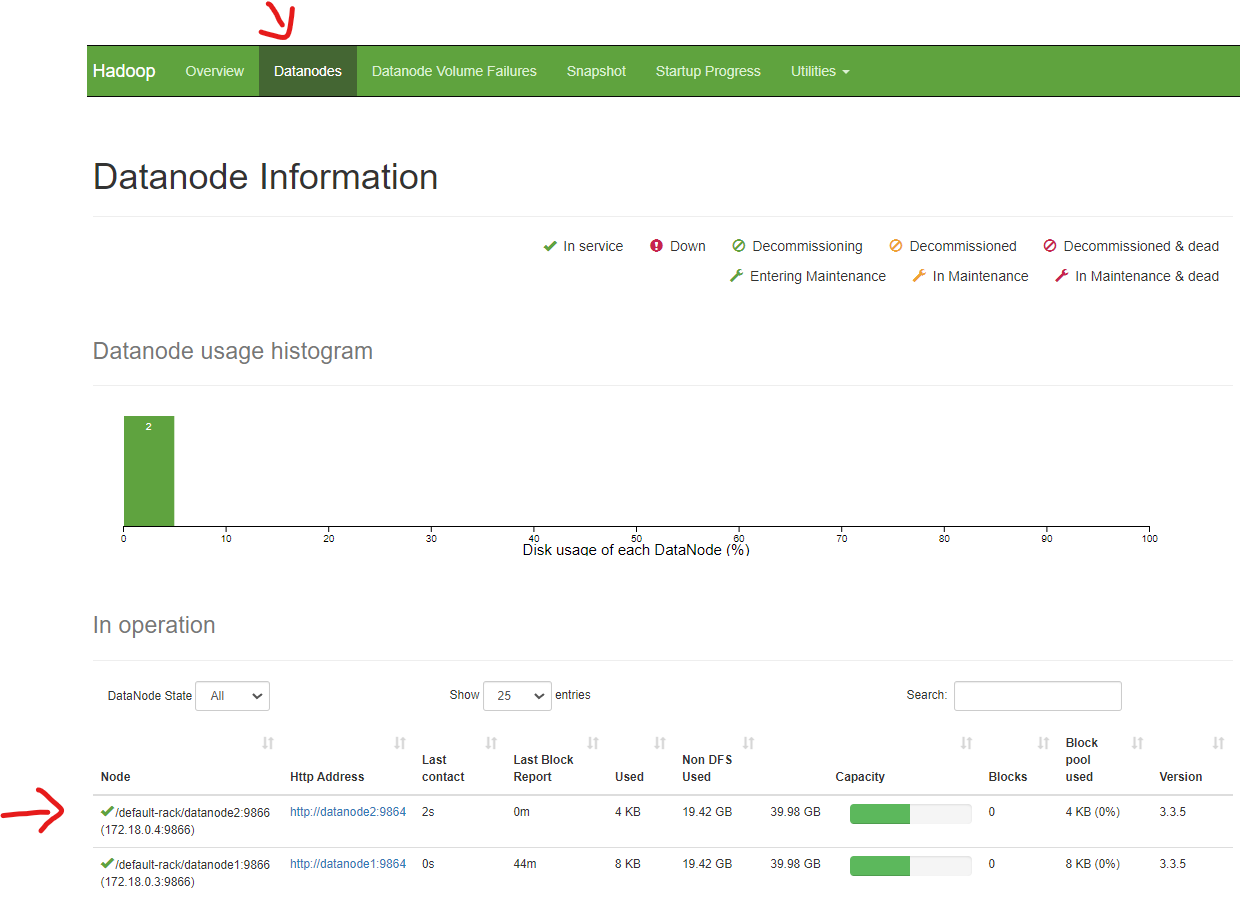 Hadoop Overview Datanodes Datanode Volume Failures Snapshot Startup Progress Utilities
Datanode Information
In service Down Decommissioning Decommissioned Decommissioned & dead
Entering Maintenance In Maintenance In Maintenance & dead
Datanode usage histogram
2
0 10 20 30 40 50 60 70 80 90 100
Disk usage of each DataNode (%)
In operation
DataNode State All Show 25 entries Search:
Node Http Address Last contact Last Block Report Used Non DFS Used Capacity Blocks Block pool used Version
/default-rack/datanode2:9866 http://datanode2:9864 2s 0m 4 KB 19.42 GB 39.98 GB 0 4 KB (0%) 3.3.5
(172.18.0.4:9866)
/default-rack/datanode1:9866 http://datanode1:9864 0s 44m 8 KB 19.42 GB 39.98 GB 0 8 KB (0%) 3.3.5
(172.18.0.3:9866)